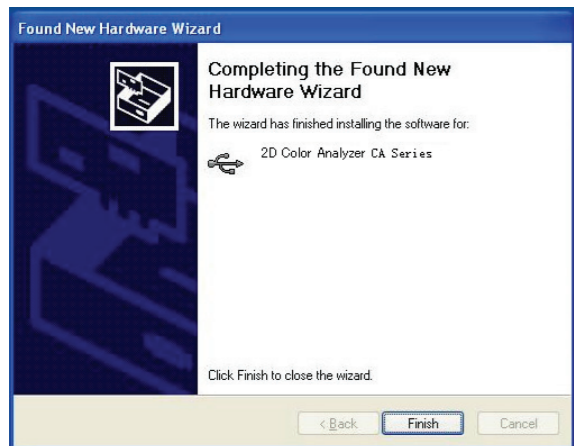 Found New Hardware Wizard
Completing the Found New
Hardware Wizard
The wizard has finished installing the software for:
2D Color Analyzer CA Series
Click Finish to close the wizard.
< Back
Finish
Cancel